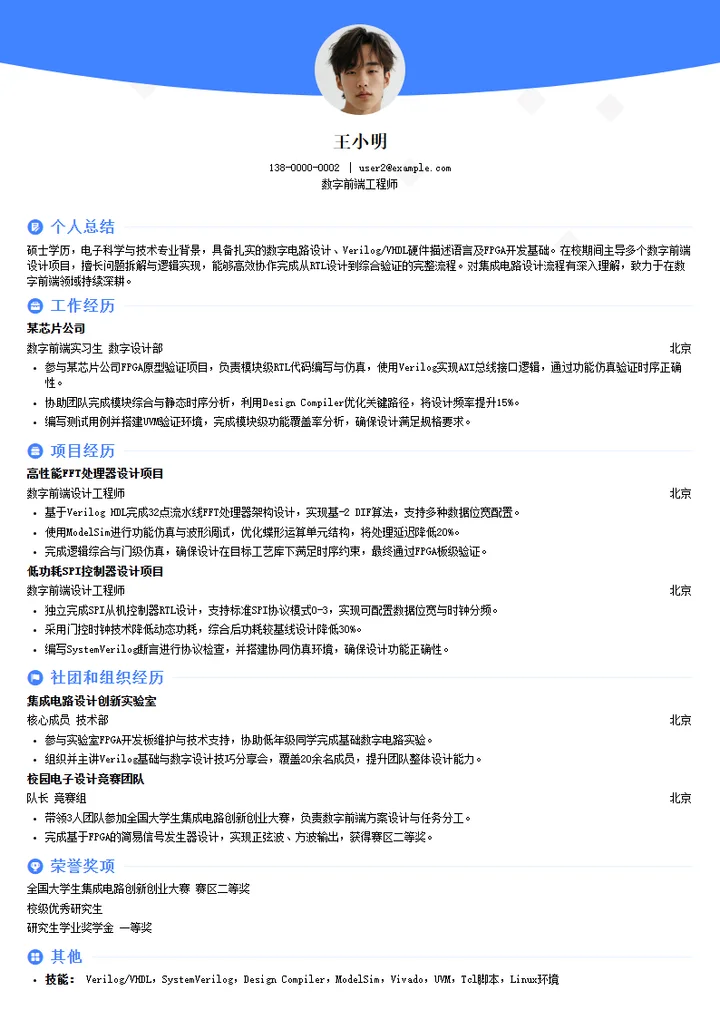 王小明
138-0000-0002 | user2@example.com
数字前端工程师
个人总结
硕士学历，电子科学与技术专业背景，具备扎实的数字电路设计、Verilog/VHDL硬件描述语言及FPGA开发基础。在校期间主导多个数字前端
设计项目，擅长问题拆解与逻辑实现，能够高效协作完成从RTL设计到综合验证的完整流程。对集成电路设计流程有深入理解，致力于在数
字前端领域持续深耕。
工作经历
某芯片公司
数字前端实习生 数字设计部 北京
• 参与某芯片公司FPGA原型验证项目，负责模块级RTL代码编写与仿真，使用Verilog实现AXI总线接口逻辑，通过功能仿真验证时序正确
性。
• 协助团队完成模块综合与静态时序分析，利用Design Compiler优化关键路径，将设计频率提升15%。
• 编写测试用例并搭建UVM验证环境，完成模块级功能覆盖率分析，确保设计满足规格要求。
项目经历
高性能FFT处理器设计项目
数字前端设计工程师 北京
• 基于Verilog HDL完成32点流水线FFT处理器架构设计，实现基-2 DIF算法，支持多种数据位宽配置。
• 使用ModelSim进行功能仿真与波形调试，优化蝶形运算单元结构，将处理延迟降低20%。
• 完成逻辑综合与门级仿真，确保设计在目标工艺库下满足时序约束，最终通过FPGA板级验证。
低功耗SPI控制器设计项目
数字前端设计工程师 北京
• 独立完成SPI从机控制器RTL设计，支持标准SPI协议模式0-3，实现可配置数据位宽与时钟分频。
• 采用门控时钟技术降低动态功耗，综合后功耗较基线设计降低30%。
• 编写SystemVerilog断言进行协议检查，并搭建协同仿真环境，确保设计功能正确性。
社团和组织经历
集成电路设计创新实验室
核心成员 技术部 北京
• 参与实验室FPGA开发板维护与技术支持，协助低年级同学完成基础数字电路实验。
• 组织并主讲Verilog基础与数字设计技巧分享会，覆盖20余名成员，提升团队整体设计能力。
校园电子设计竞赛团队
队长 竞赛组 北京
• 带领3人团队参加全国大学生集成电路创新创业大赛，负责数字前端方案设计与任务分工。
• 完成基于FPGA的简易信号发生器设计，实现正弦波、方波输出，获得赛区二等奖。
荣誉奖项
全国大学生集成电路创新创业大赛 赛区二等奖
校级优秀研究生
研究生学业奖学金 一等奖
其他
• 技能： Verilog/VHDL，SystemVerilog，Design Compiler，ModelSim，Vivado，UVM，Tcl脚本，Linux环境